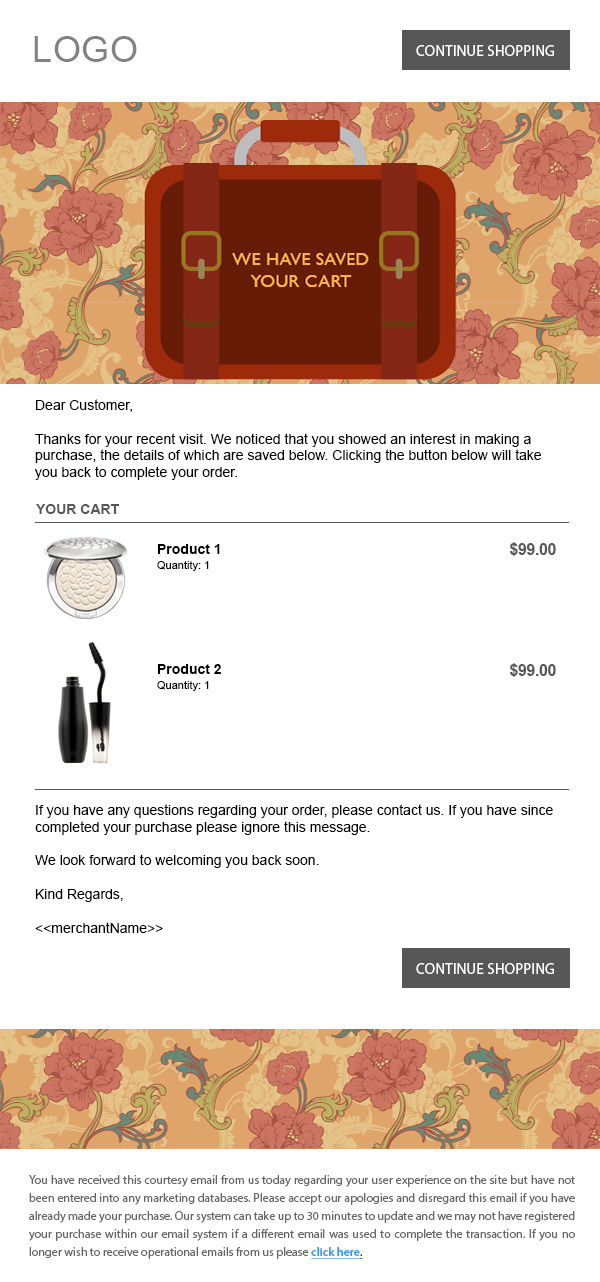 LOGO
CONTINUE SHOPPING
WE HAVE SAVED
YOUR CART
Dear Customer,
Thanks for your recent visit. We noticed that you showed an interest in making a
purchase, the details of which are saved below. Clicking the button below will take
you back to complete your order.
YOUR CART
Product 1
$99.00
Quantity: 1
Product 2
$99.00
Quantity: 1
If you have any questions regarding your order, please contact us. If you have since
completed your purchase please ignore this message.
We look forward to welcoming you back soon.
Kind Regards,
<<merchantName>>
CONTINUE SHOPPING
You have received this courtesy email from us today regarding your user experience on the site but have not
been entered into any marketing databases. Please accept our apologies and disregard this email if you have
already made your purchase. Our system can take up to 30 minutes to update and we may not have registered
your purchase within our email system if a different email was used to complete the transaction. If you no
longer wish to receive operational emails from us please click here.